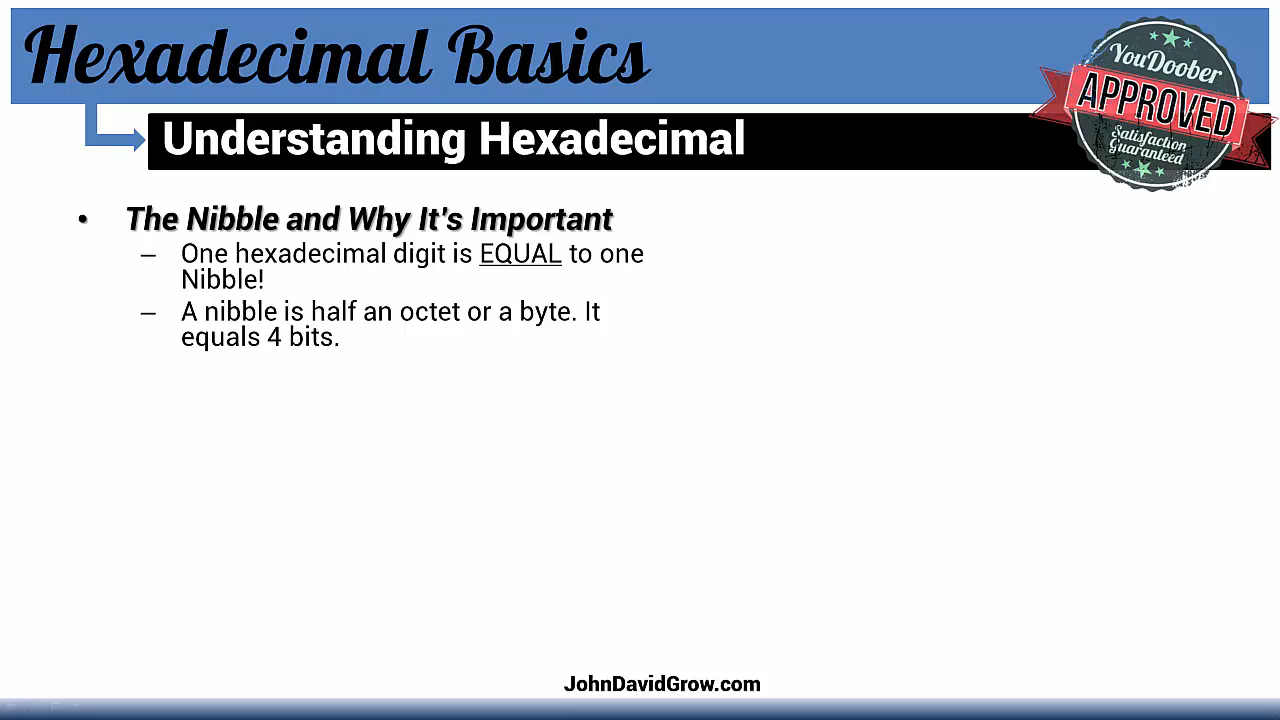 Hexadecimal Basics
YouDoober
APPROVED
Satisfaction
Guaranteed
Understanding Hexadecimal
• The Nibble and Why It's Important
– One hexadecimal digit is EQUAL to one
Nibble!
– A nibble is half an octet or a byte. It
equals 4 bits.
JohnDavidGrow.com